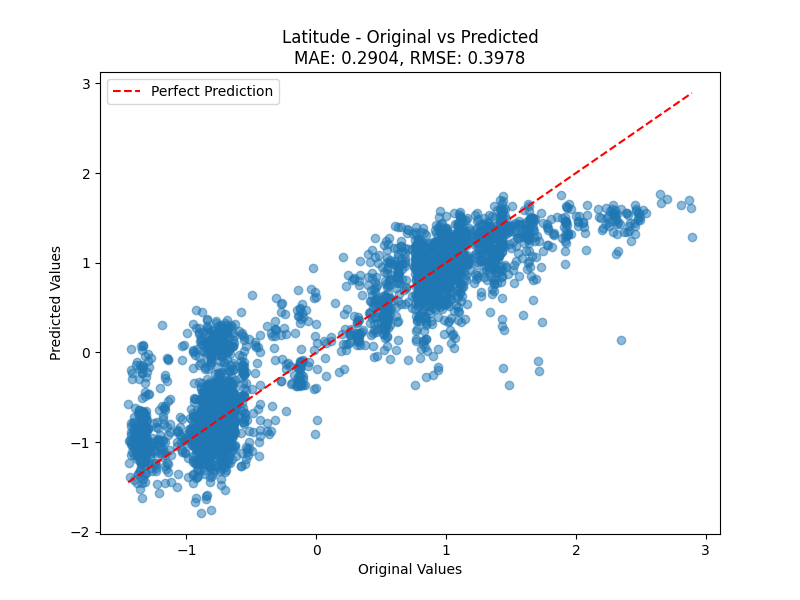 Latitude - Original vs Predicted
MAE: 0.2904, RMSE: 0.3978
Perfect Prediction
Predicted Values
3
2
1
0
−1
−2
−1
0
1
2
3
Original Values